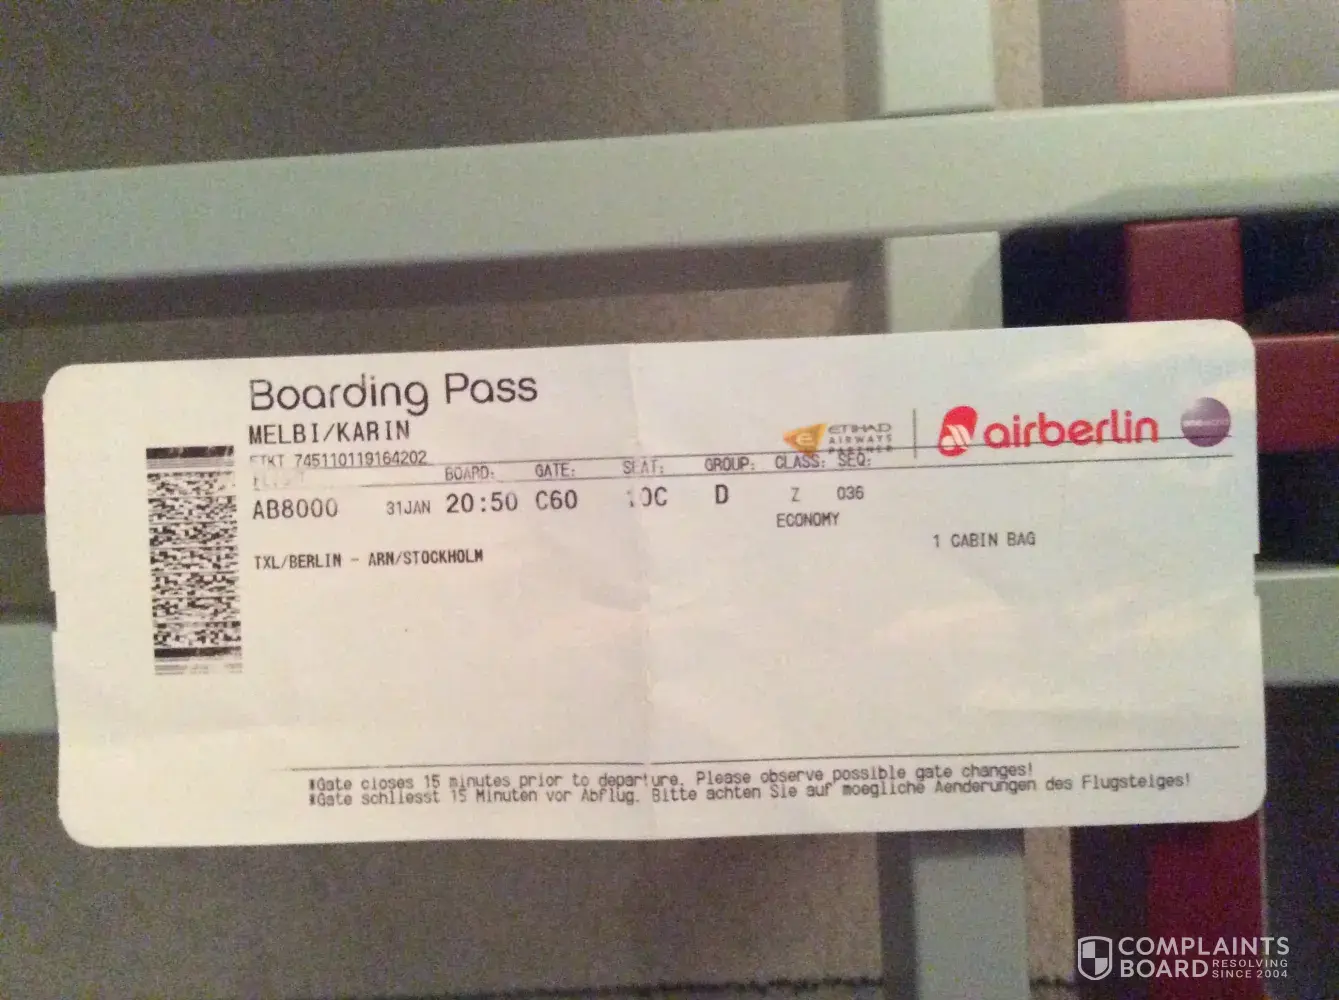 Boarding Pass
MELBI/KARIN
ETKT 745110119164202
ETIHAD
AIRWAYS
PARTNER
airberlin
FLIGHT BOARD: GATE: SEAT: GROUP: CLASS: SEQ:
AB8000 31JAN 20:50 C60 10C D Z 036
ECONOMY
1 CABIN BAG
TXL/BERLIN - ARN/STOCKHOLM
*Gate closes 15 minutes prior to departure. Please observe possible gate changes!
*Gate schliesst 15 Minuten vor Abflug. Bitte achten Sie auf moegliche Aenderungen des Flugsteiges!
COMPLAINTS
BOARD RESOLVING
SINCE 2004